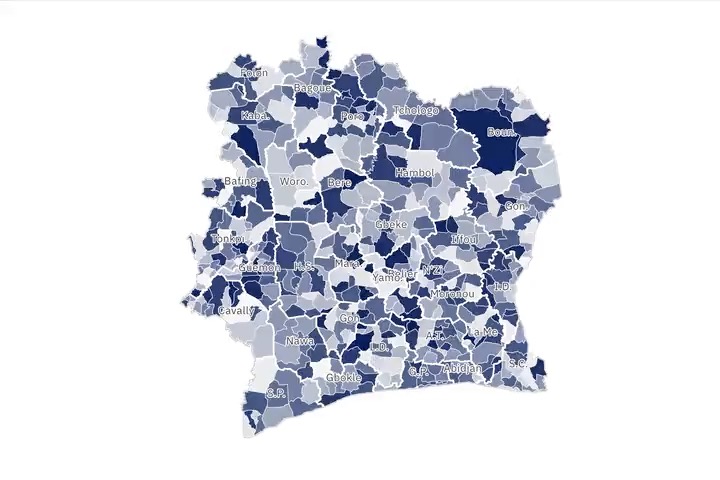 Folon
Bagoue
Kaba.
Poro
Tchologo
Boun.
Bafing
Woro.
Bere
Hambol
Gon.
Gbeke
Tonkpi
Iffou
Guemon
H.S.
Mara.
Yamo.
Belier
N'Zi
I.D.
Moronou
Cavally
Goh
Nawa
L.D.
A.T.
La Me
G.P.
Abidjan
S.C.
Gbokle
S.P.